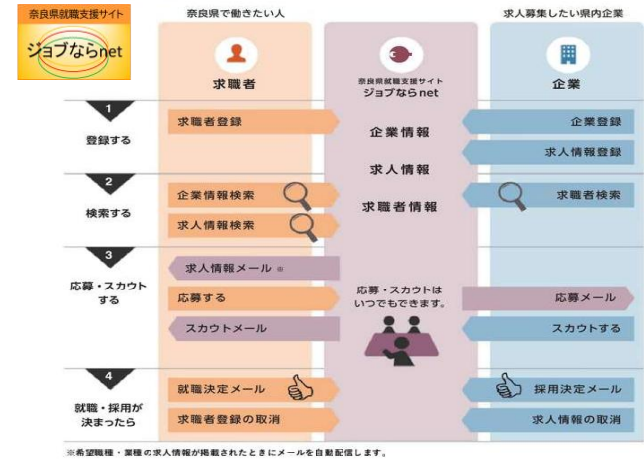 奈良県就職支援サイト
ジョブならnet
奈良県で働きたい人
求人募集したい県内企業
求職者
奈良県就職支援サイト
ジョブならnet
企業
1
登録する
求職者登録
企業情報
求人情報
求職者情報
企業登録
求人情報登録
2
検索する
企業情報検索
求人情報検索
求職者検索
3
応募・スカウト
する
求人情報メール ※
応募する
スカウトメール
応募・スカウトは
いつでもできます。
応募メール
スカウトする
4
就職・採用が
決まったら
就職決定メール
求職者登録の取消
採用決定メール
求人情報の取消
※希望職種・業種の求人情報が掲載されたときにメールを自動配信します。